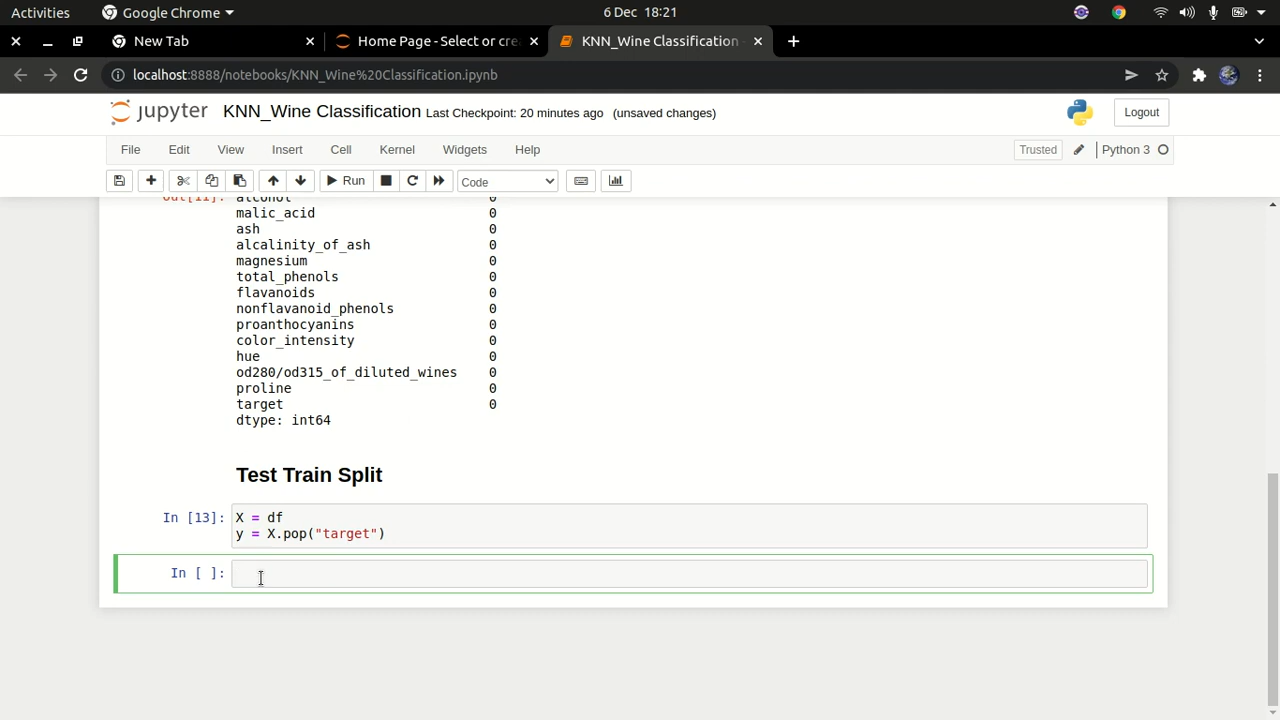 Activities
Google Chrome
6 Dec 18:21
New Tab
Home Page - Select or cre
KNN_Wine Classification
localhost:8888/notebooks/KNN_Wine%20Classification.ipynb
jupyter KNN_Wine Classification Last Checkpoint: 20 minutes ago (unsaved changes)
Logout
File Edit View Insert Cell Kernel Widgets Help
Trusted
Python 3
Run
Code
Out[11]: alcohol 0
malic_acid 0
ash 0
alcalinity_of_ash 0
magnesium 0
total_phenols 0
flavanoids 0
nonflavanoid_phenols 0
proanthocyanins 0
color_intensity 0
hue 0
od280/od315_of_diluted_wines 0
proline 0
target 0
dtype: int64
Test Train Split
In [13]: X = df
y = X.pop("target")
In [ ]: